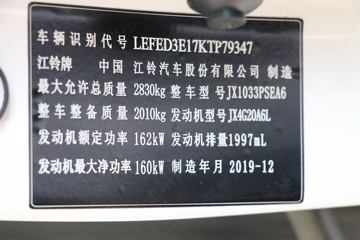 车辆识别代号 LEFED3E17KTP79347
江铃牌 中国 江铃汽车股份有限公司 制造
最大允许总质量 2830kg 整车型号 JX1033PSEA6
整车整备质量 2010kg 发动机型号 JX4G20A6L
发动机额定功率 162kW 发动机排量 1997mL
发动机最大净功率 160kW 制造年月 2019-12